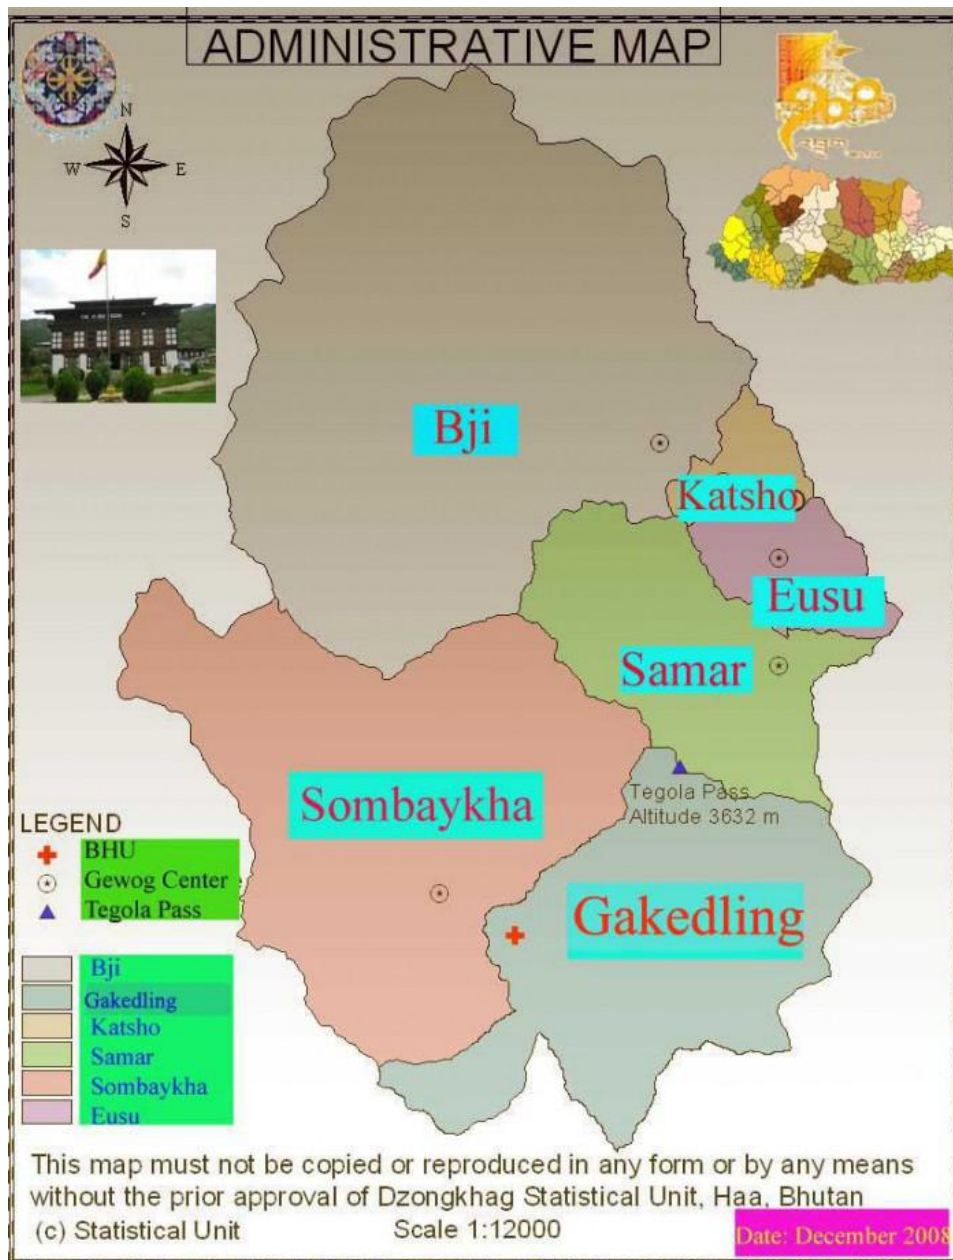 ADMINISTRATIVE MAP
N
W E
S
Bji
Katsho
Eusu
Samar
Tegola Pass
Altitude 3632 m
Sombaykha
Gakedling
LEGEND
BHU
Gewog Center
Tegola Pass
Bji
Gakedling
Katsho
Samar
Sombaykha
Eusu
This map must not be copied or reproduced in any form or by any means
without the prior approval of Dzongkhag Statistical Unit, Haa, Bhutan
(c) Statistical Unit Scale 1:12000
Date: December 2008